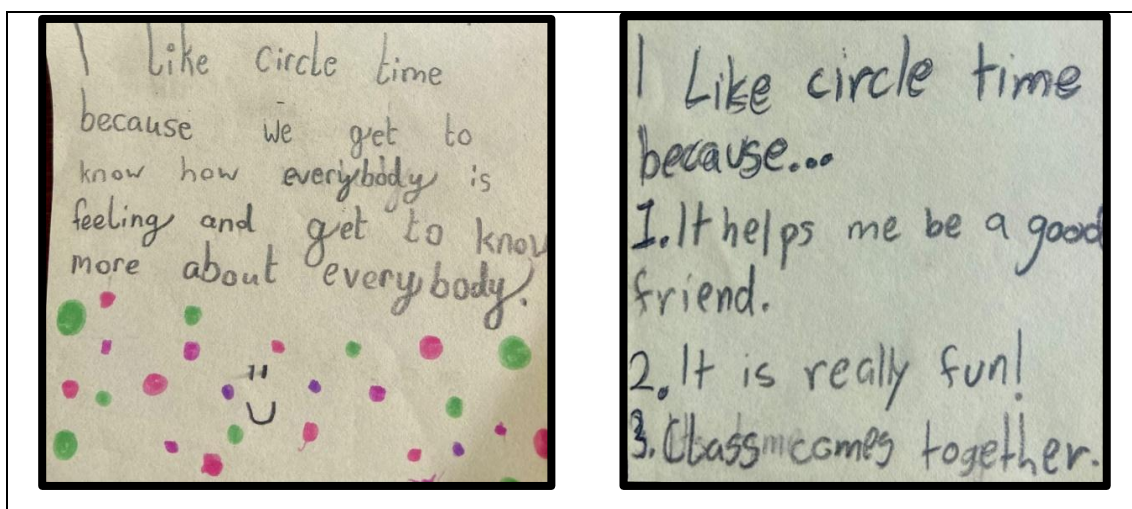 I like circle time
because we get to
know how everybody is
feeling and get to know
more about everybody.
I Like circle time
because...
1. It helps me be a good
friend.
2. It is really fun!
3. Class comes together.